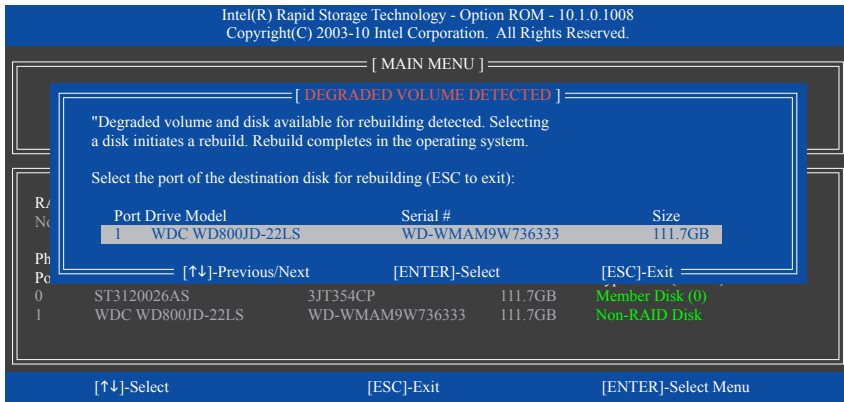 Intel(R) Rapid Storage Technology - Option ROM - 10.1.0.1008
Copyright(C) 2003-10 Intel Corporation. All Rights Reserved.
[ MAIN MENU ]
[ DEGRADED VOLUME DETECTED ]
"Degraded volume and disk available for rebuilding detected. Selecting
a disk initiates a rebuild. Rebuild completes in the operating system.
Select the port of the destination disk for rebuilding (ESC to exit):
Port Drive Model Serial # Size
1 WDC WD800JD-22LS WD-WMAM9W736333 111.7GB
[↑↓]-Previous/Next [ENTER]-Select [ESC]-Exit
0 ST3120026AS 3JT354CP 111.7GB Member Disk (0)
1 WDC WD800JD-22LS WD-WMAM9W736333 111.7GB Non-RAID Disk
[↑↓]-Select [ESC]-Exit [ENTER]-Select Menu